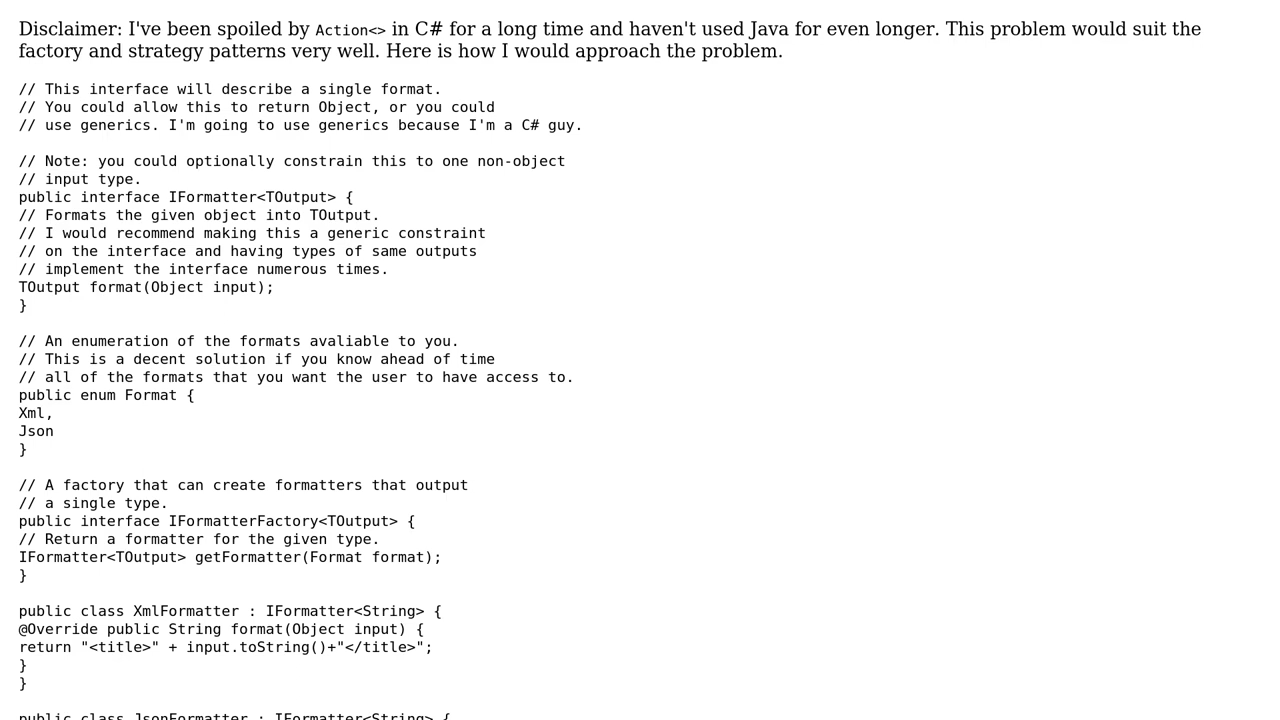 Disclaimer: I've been spoiled by Action<> in C# for a long time and haven't used Java for even longer. This problem would suit the
factory and strategy patterns very well. Here is how I would approach the problem.
// This interface will describe a single format.
// You could allow this to return Object, or you could
// use generics. I'm going to use generics because I'm a C# guy.
// Note: you could optionally constrain this to one non-object
// input type.
public interface IFormatter<TOutput> {
// Formats the given object into TOutput.
// I would recommend making this a generic constraint
// on the interface and having types of same outputs
// implement the interface numerous times.
TOutput format(Object input);
}
// An enumeration of the formats avaliable to you.
// This is a decent solution if you know ahead of time
// all of the formats that you want the user to have access to.
public enum Format {
Xml,
Json
}
// A factory that can create formatters that output
// a single type.
public interface IFormatterFactory<TOutput> {
// Return a formatter for the given type.
IFormatter<TOutput> getFormatter(Format format);
}
public class XmlFormatter : IFormatter<String> {
@Override public String format(Object input) {
return "<title>" + input.toString()+"</title>";
}
}
public class JsonFormatter : IFormatter<String> {